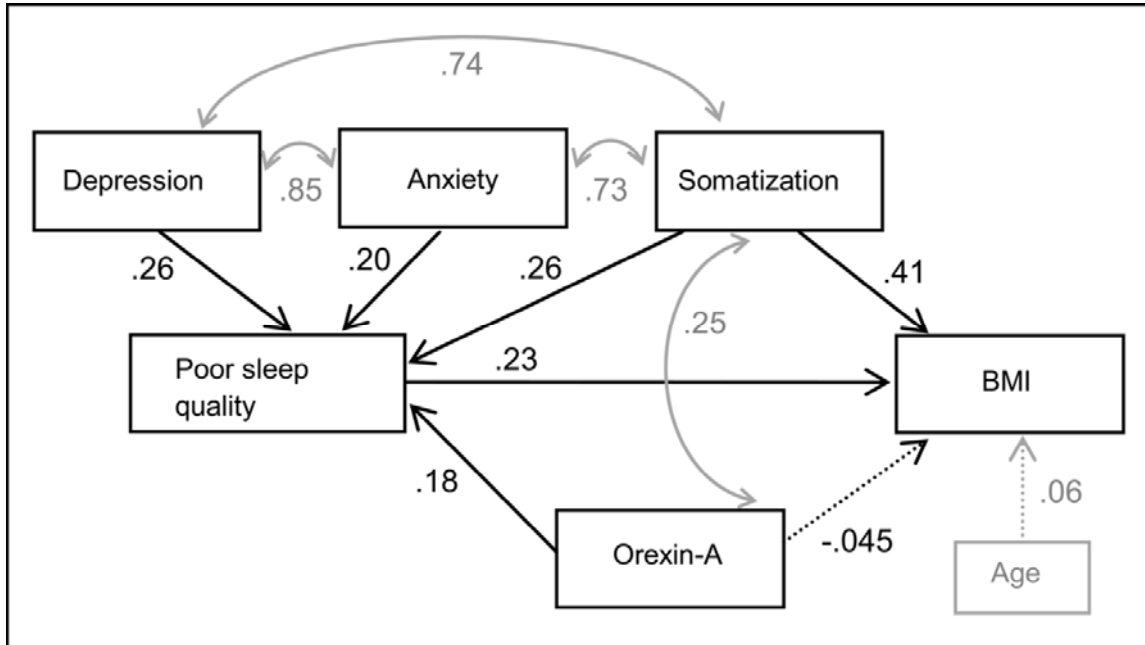 .74
Depression
.85
Anxiety
.73
Somatization
.26
.20
.26
.41
.25
Poor sleep
quality
.23
BMI
.18
-.045
.06
Orexin-A
Age